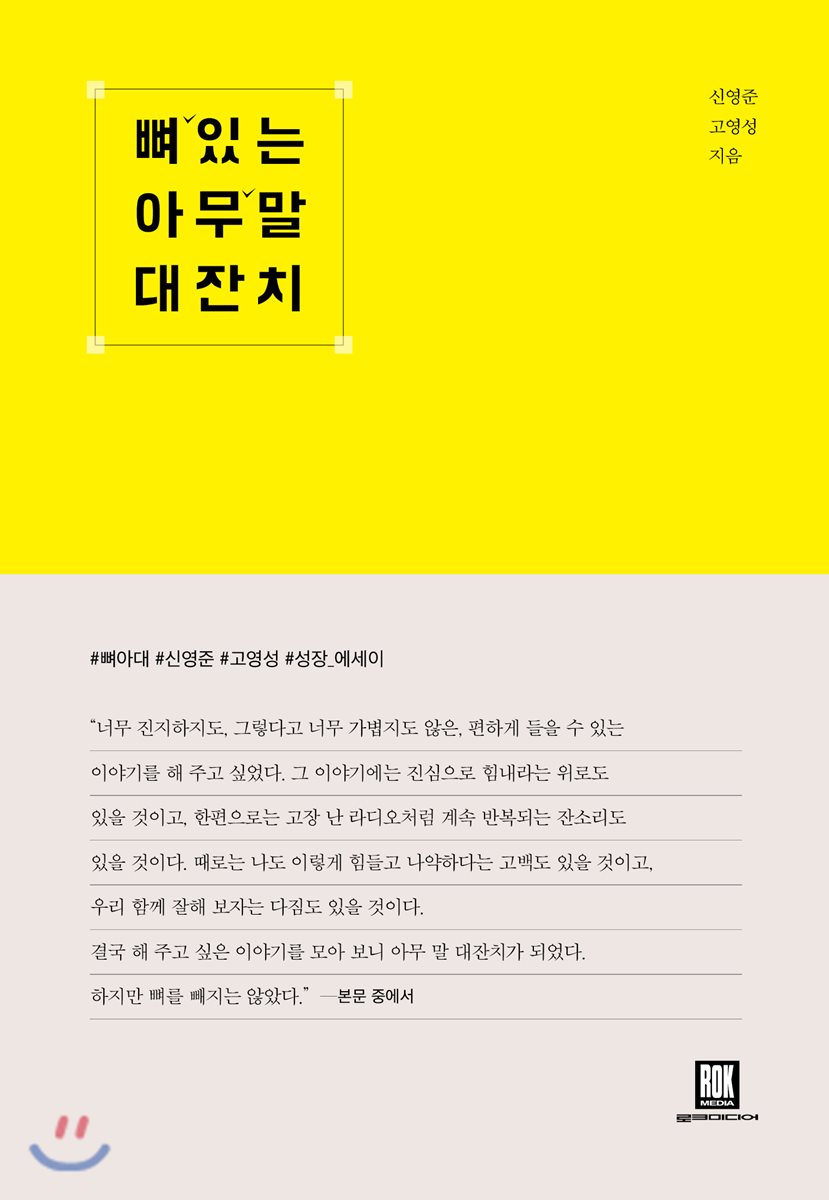 뼈있는
아무말
대잔치
신영준
고영성
지음
#뼈아대 #신영준 #고영성 #성장_에세이
“너무 진지하지도, 그렇다고 너무 가볍지도 않은, 편하게 들을 수 있는
이야기를 해 주고 싶었다. 그 이야기에는 진심으로 힘내라는 위로도
있을 것이고, 한편으로는 고장 난 라디오처럼 계속 반복되는 잔소리도
있을 것이다. 때로는 나도 이렇게 힘들고 나약하다는 고백도 있을 것이고,
우리 함께 잘해 보자는 다짐도 있을 것이다.
결국 해 주고 싶은 이야기를 모아 보니 아무 말 대잔치가 되었다.
하지만 뼈를 빼지는 않았다.” —본문 중에서
ROK
MEDIA
로크미디어